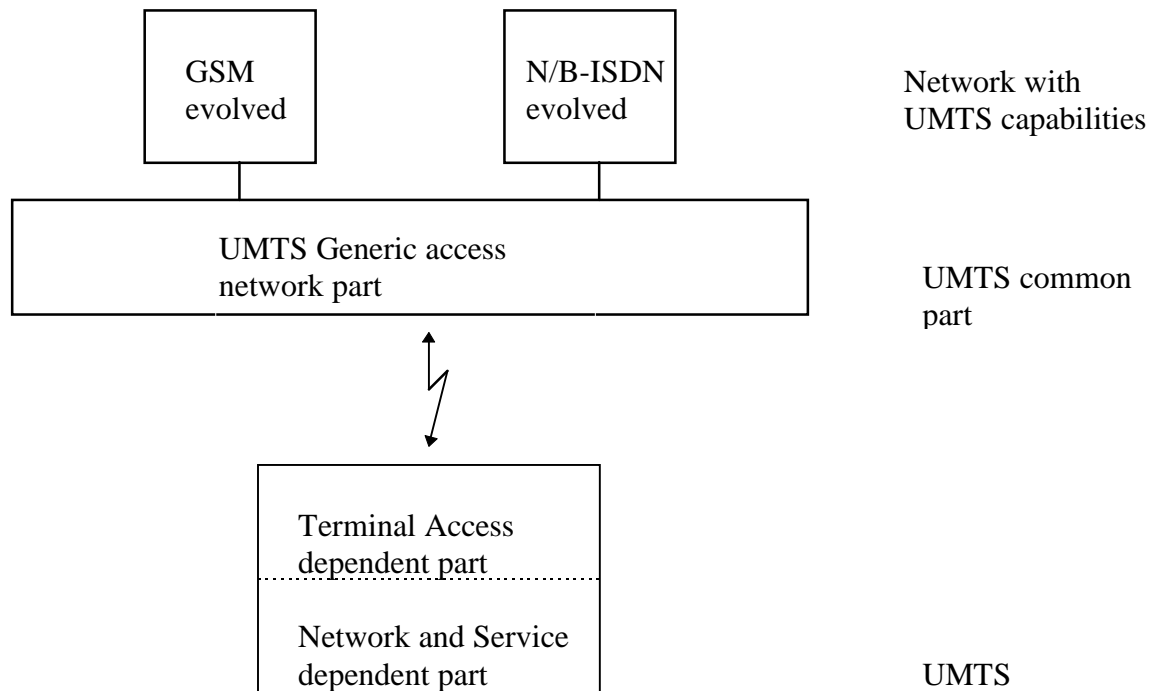 GSM
evolved
N/B-ISDN
evolved
Network with
UMTS capabilities
UMTS Generic access
network part
UMTS common
part
Terminal Access
dependent part
Network and Service
dependent part
UMTS